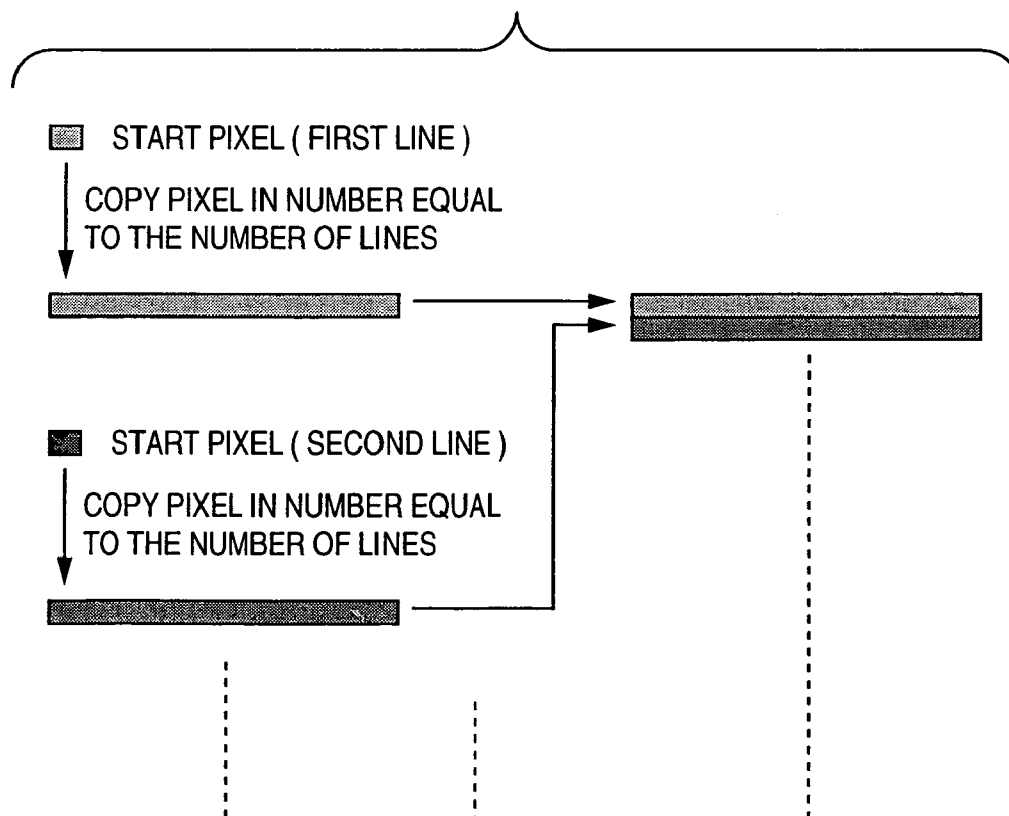 START PIXEL ( FIRST LINE )
COPY PIXEL IN NUMBER EQUAL
TO THE NUMBER OF LINES
START PIXEL ( SECOND LINE )
COPY PIXEL IN NUMBER EQUAL
TO THE NUMBER OF LINES